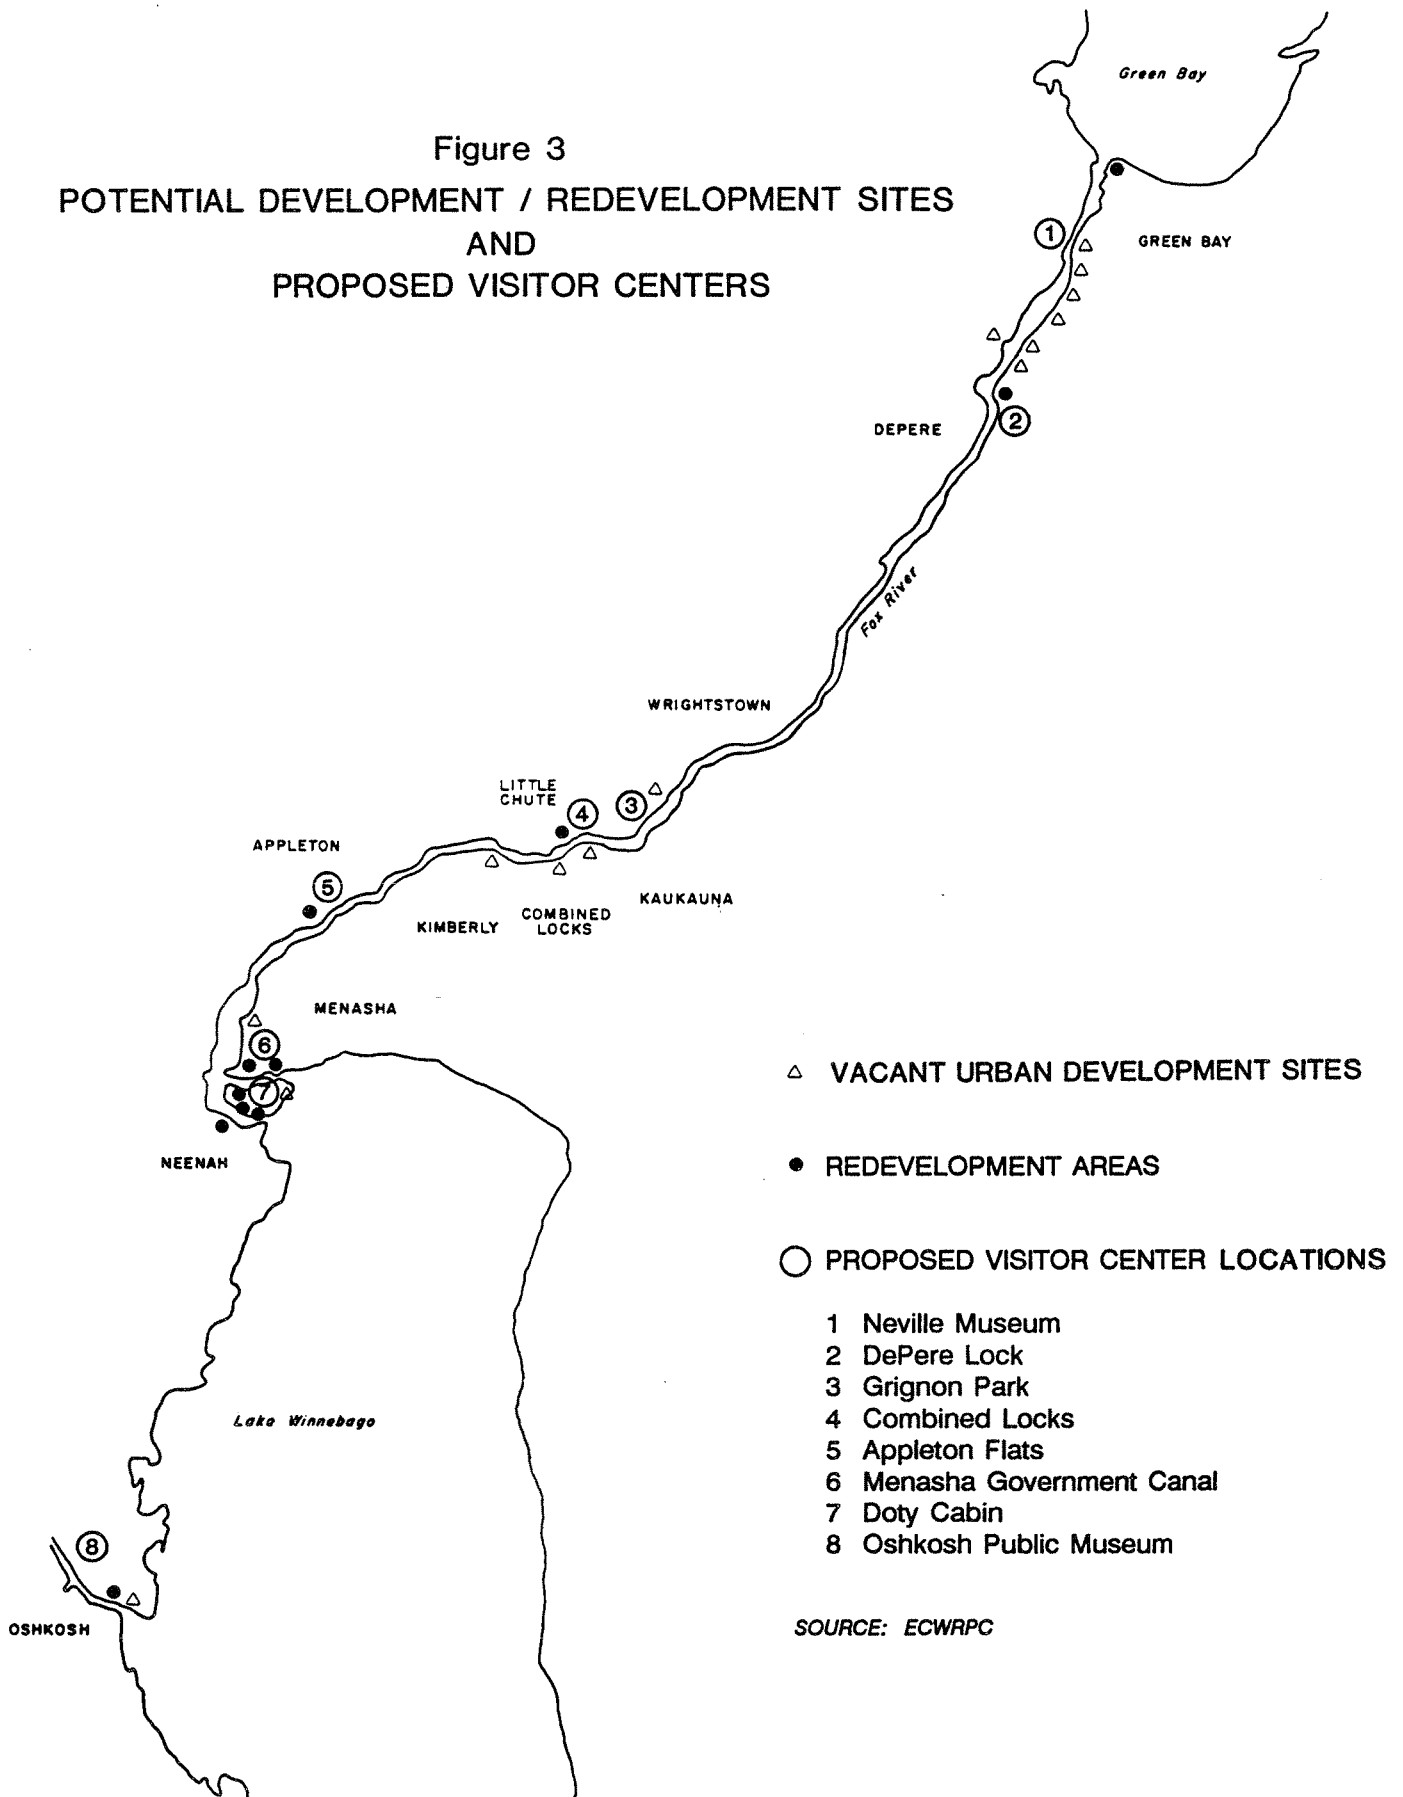 Green Bay
Figure 3
POTENTIAL DEVELOPMENT / REDEVELOPMENT SITES
AND
PROPOSED VISITOR CENTERS
1
GREEN BAY
2
DEPERE
Fox River
WRIGHTSTOWN
LITTLE
CHUTE
4
3
APPLETON
5
KAUKAUNA
COMBINED
LOCKS
KIMBERLY
MENASHA
6
7
NEENAH
VACANT URBAN DEVELOPMENT SITES
REDEVELOPMENT AREAS
PROPOSED VISITOR CENTER LOCATIONS
1 Neville Museum
2 DePere Lock
3 Grignon Park
4 Combined Locks
5 Appleton Flats
6 Menasha Government Canal
7 Doty Cabin
8 Oshkosh Public Museum
Lake Winnebago
8
OSHKOSH
SOURCE: ECWRPC